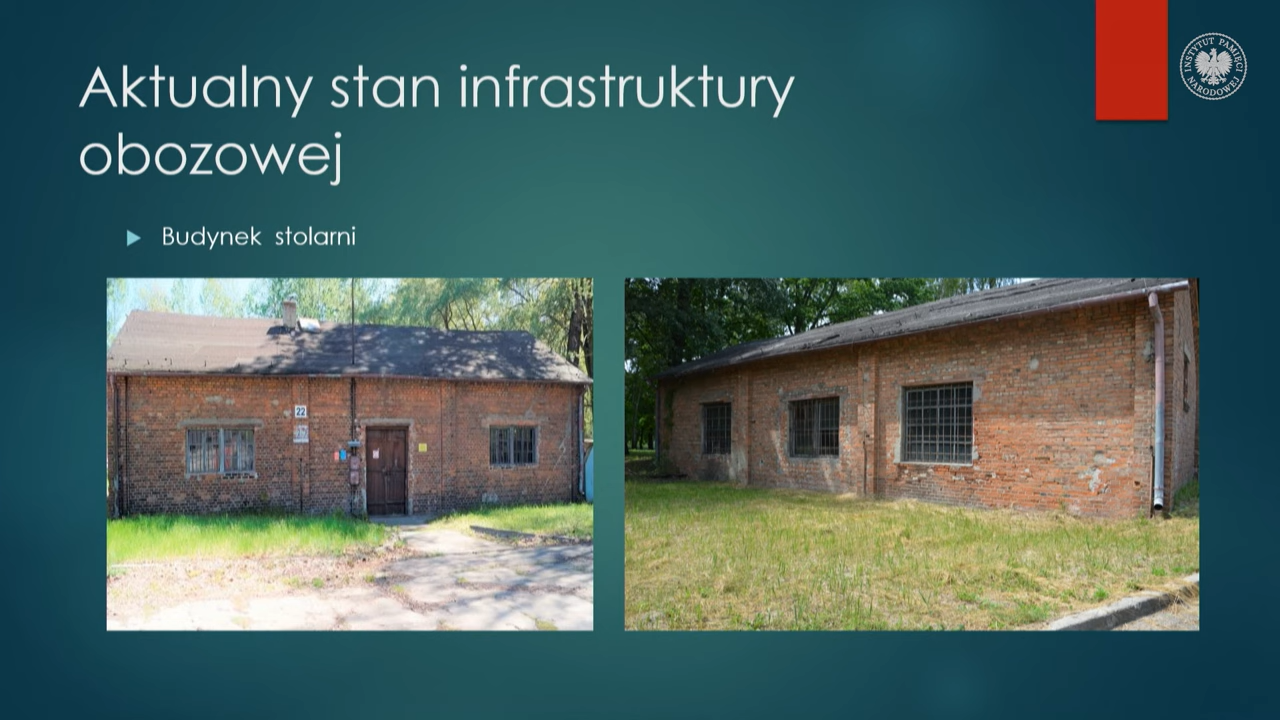 Aktualny stan infrastruktury
obozowej
INSTYTUT PAMIĘCI
NARODOWEJ
Budynek stolarni
22